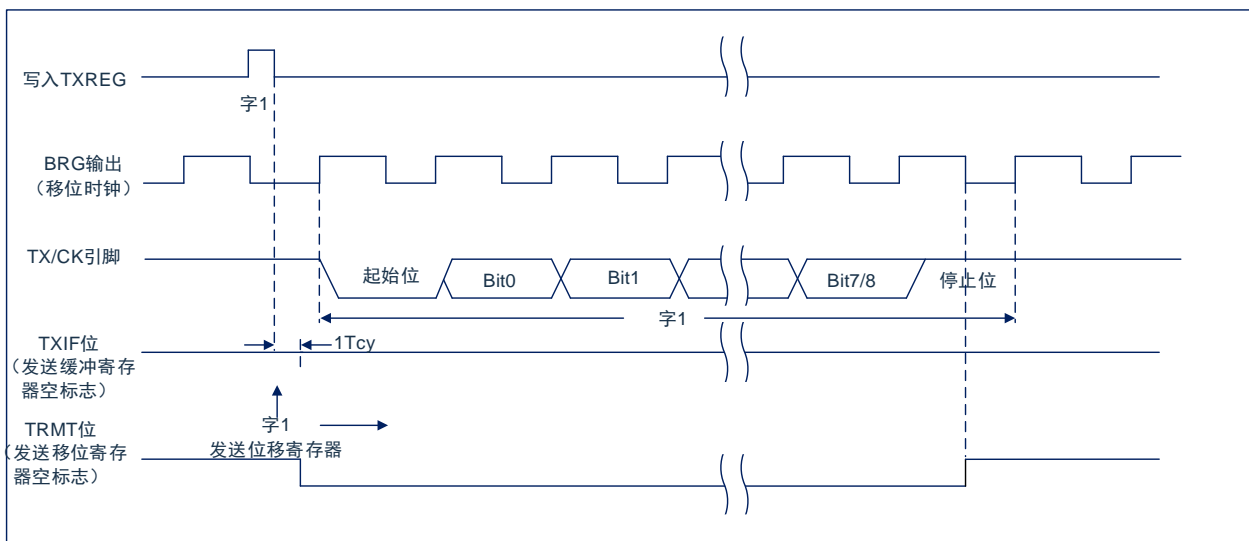 写入TXREG
字1
BRG输出
（移位时钟）
TX/CK引脚
起始位
Bit0
Bit1
Bit7/8
停止位
字1
TXIF位
（发送缓冲寄存
器空标志）
1Tcy
字1
发送位移寄存器
TRMT位
（发送移位寄存
器空标志）